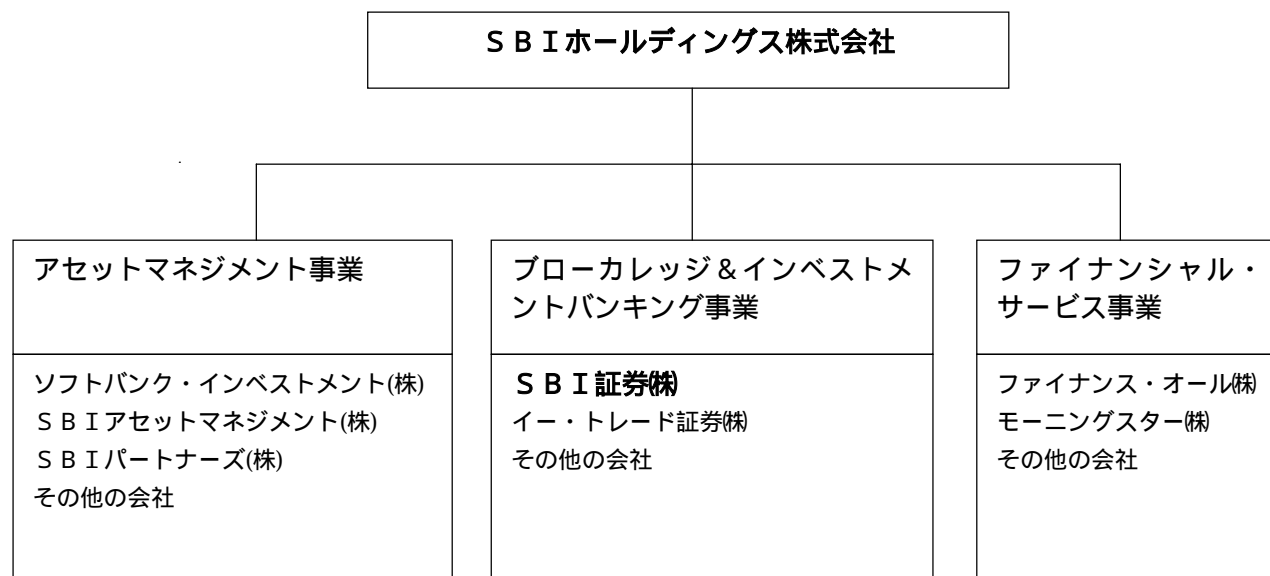 ＳＢＩホールディングス株式会社
アセットマネジメント事業
ソフトバンク・インベストメント(株)
ＳＢＩアセットマネジメント(株)
ＳＢＩパートナーズ(株)
その他の会社
ブローカレッジ＆インベストメ
ントバンキング事業
ＳＢＩ証券㈱
イー・トレード証券㈱
その他の会社
ファイナンシャル・
サービス事業
ファイナンス・オール㈱
モーニングスター㈱
その他の会社